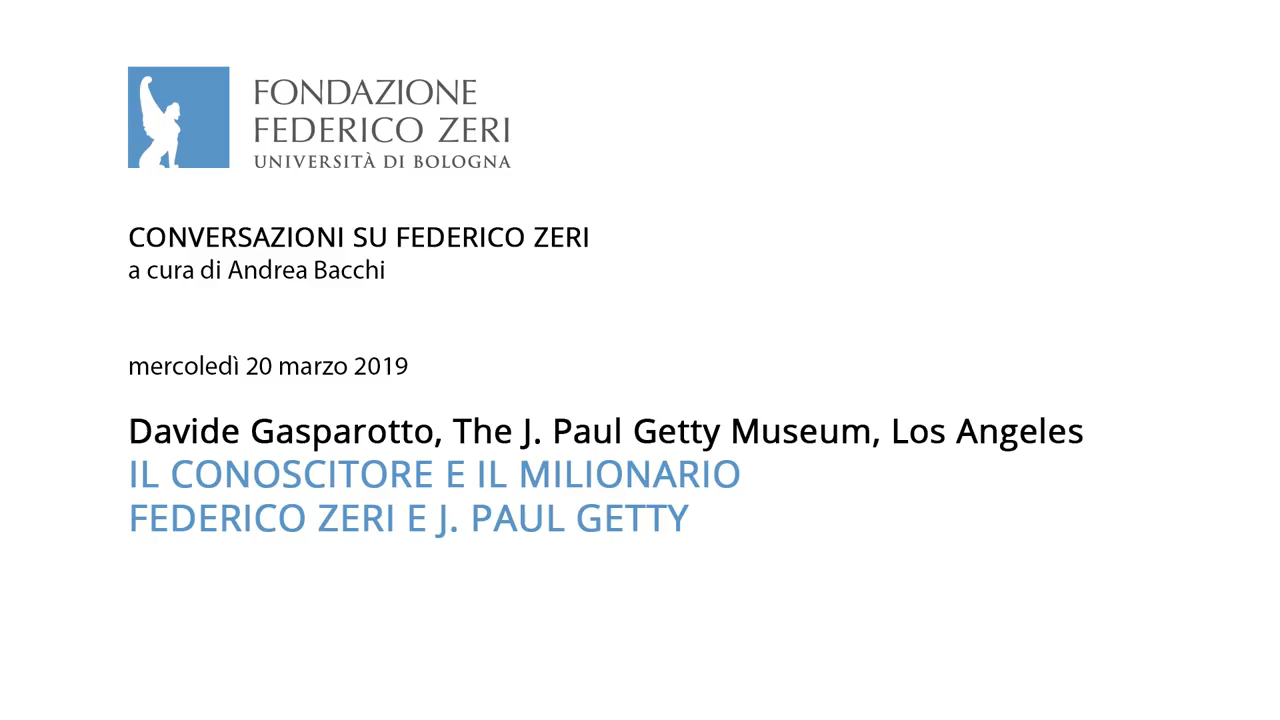 FONDAZIONE
FEDERICO ZERI
UNIVERSITÀ DI BOLOGNA
CONVERSAZIONI SU FEDERICO ZERI
a cura di Andrea Bacchi
mercoledì 20 marzo 2019
Davide Gasparotto, The J. Paul Getty Museum, Los Angeles
IL CONOSCITORE E IL MILIONARIO
FEDERICO ZERI E J. PAUL GETTY